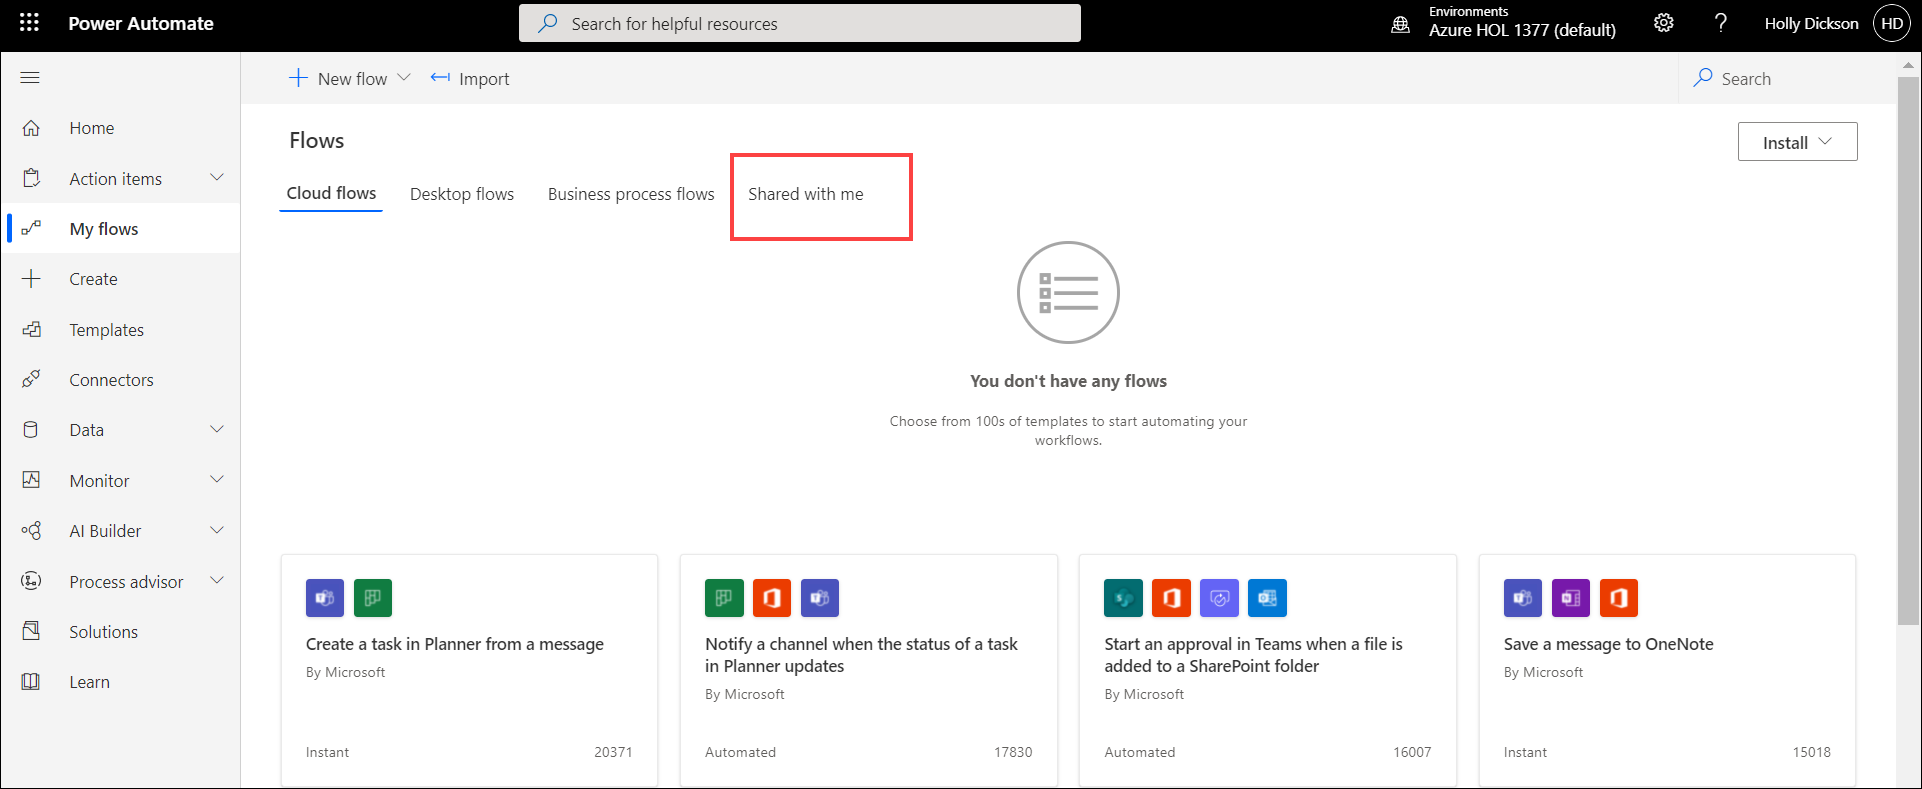 Power Automate
Search for helpful resources
Environments
Azure HOL 1377 (default)
?
Holly Dickson
HD
New flow
Import
Search
Home
Action items
My flows
Create
Templates
Connectors
Data
Monitor
AI Builder
Process advisor
Solutions
Learn
Flows
Install
Cloud flows
Desktop flows
Business process flows
Shared with me
You don't have any flows
Choose from 100s of templates to start automating your
workflows.
Create a task in Planner from a message
By Microsoft
Instant
20371
Notify a channel when the status of a task
in Planner updates
By Microsoft
Automated
17830
Start an approval in Teams when a file is
added to a SharePoint folder
By Microsoft
Automated
16007
Save a message to OneNote
By Microsoft
Instant
15018